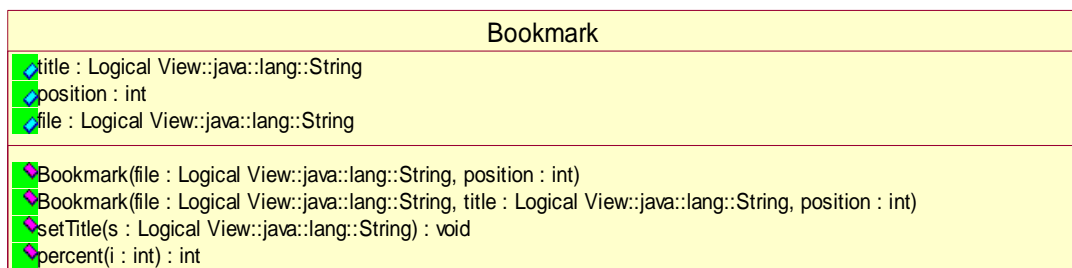 Bookmark
title : Logical View::java::lang::String
position : int
file : Logical View::java::lang::String
Bookmark(file : Logical View::java::lang::String, position : int)
Bookmark(file : Logical View::java::lang::String, title : Logical View::java::lang::String, position : int)
setTitle(s : Logical View::java::lang::String) : void
percent(i : int) : int